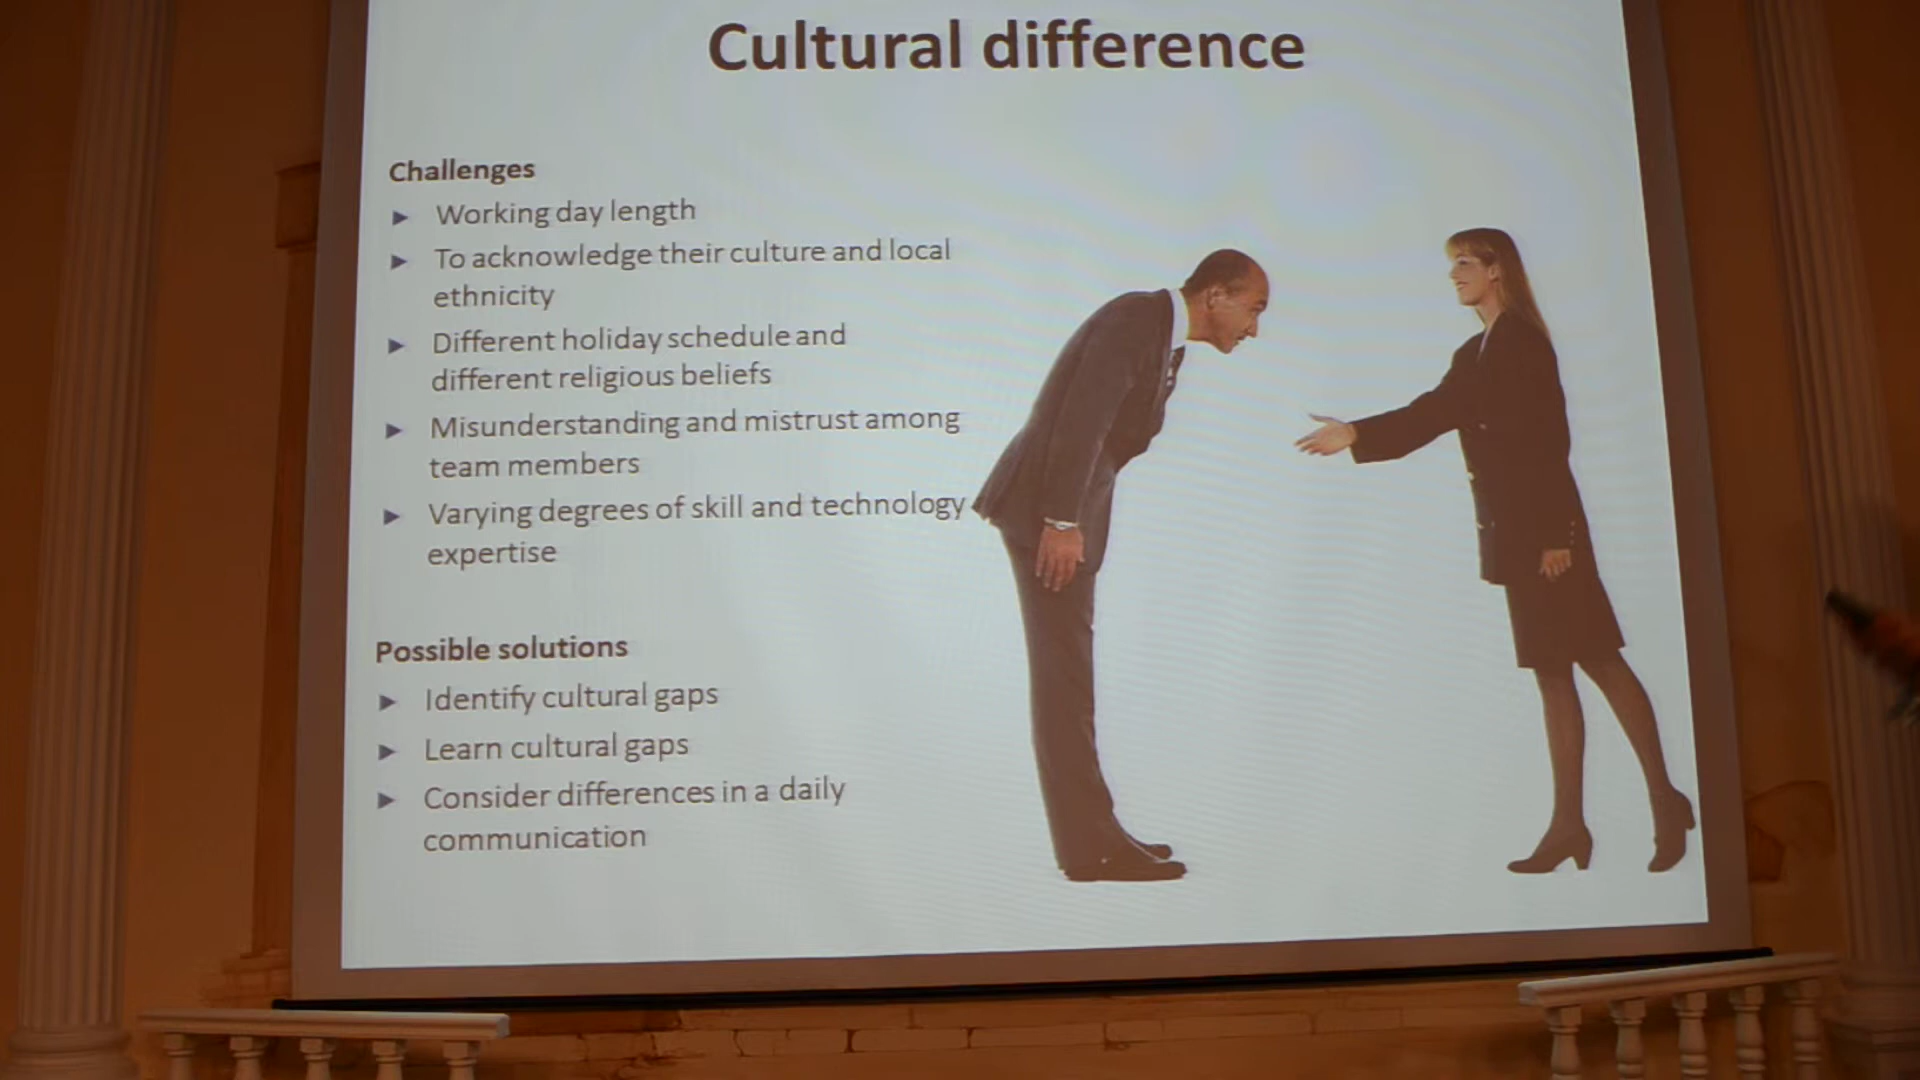 Cultural difference
Challenges
Working day length
To acknowledge their culture and local
ethnicity
Different holiday schedule and
different religious beliefs
Misunderstanding and mistrust among
team members
Varying degrees of skill and technology
expertise
Possible solutions
Identify cultural gaps
Learn cultural gaps
Consider differences in a daily
communication